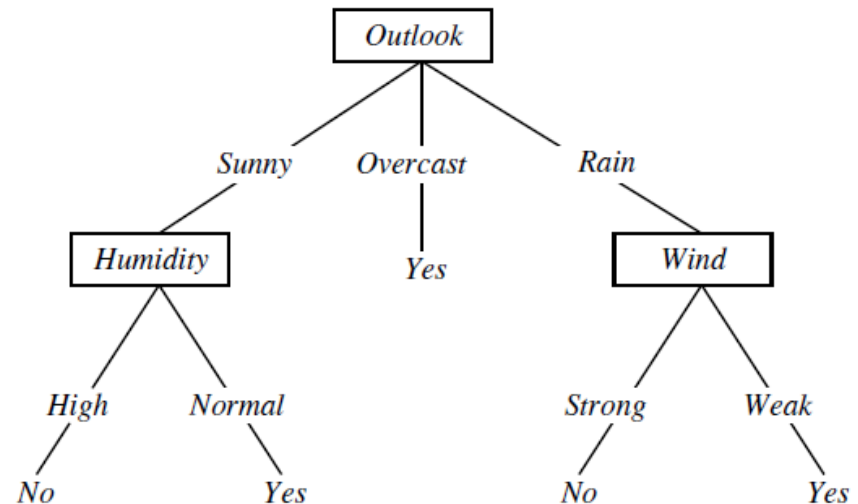 Outlook
Sunny Overcast Rain
Humidity Yes Wind
High Normal Strong Weak
No Yes No Yes